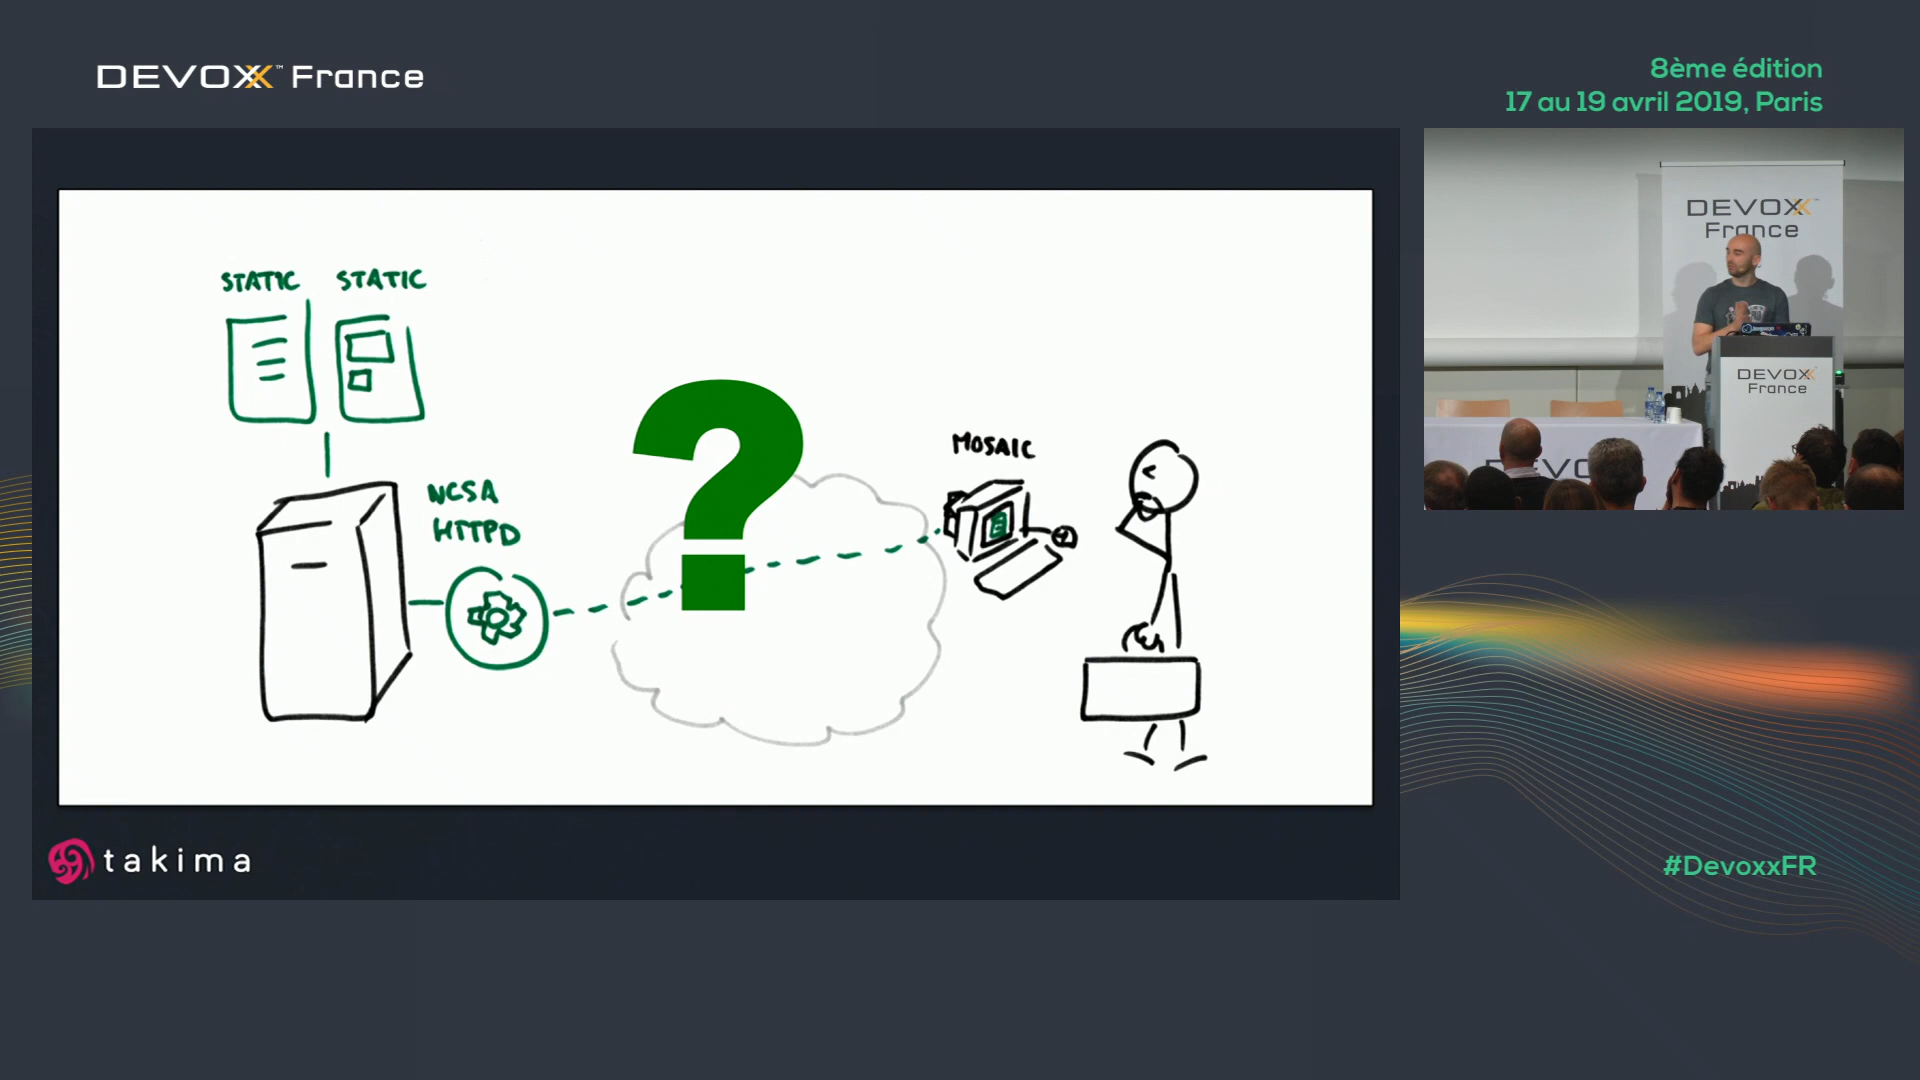 DEVOXX™ France
8ème édition
17 au 19 avril 2019, Paris
STATIC STATIC
NCSA
HTTPD
MOSAIC
DEVOXX
France
DEVOXX
France
takima
#DevoxxFR